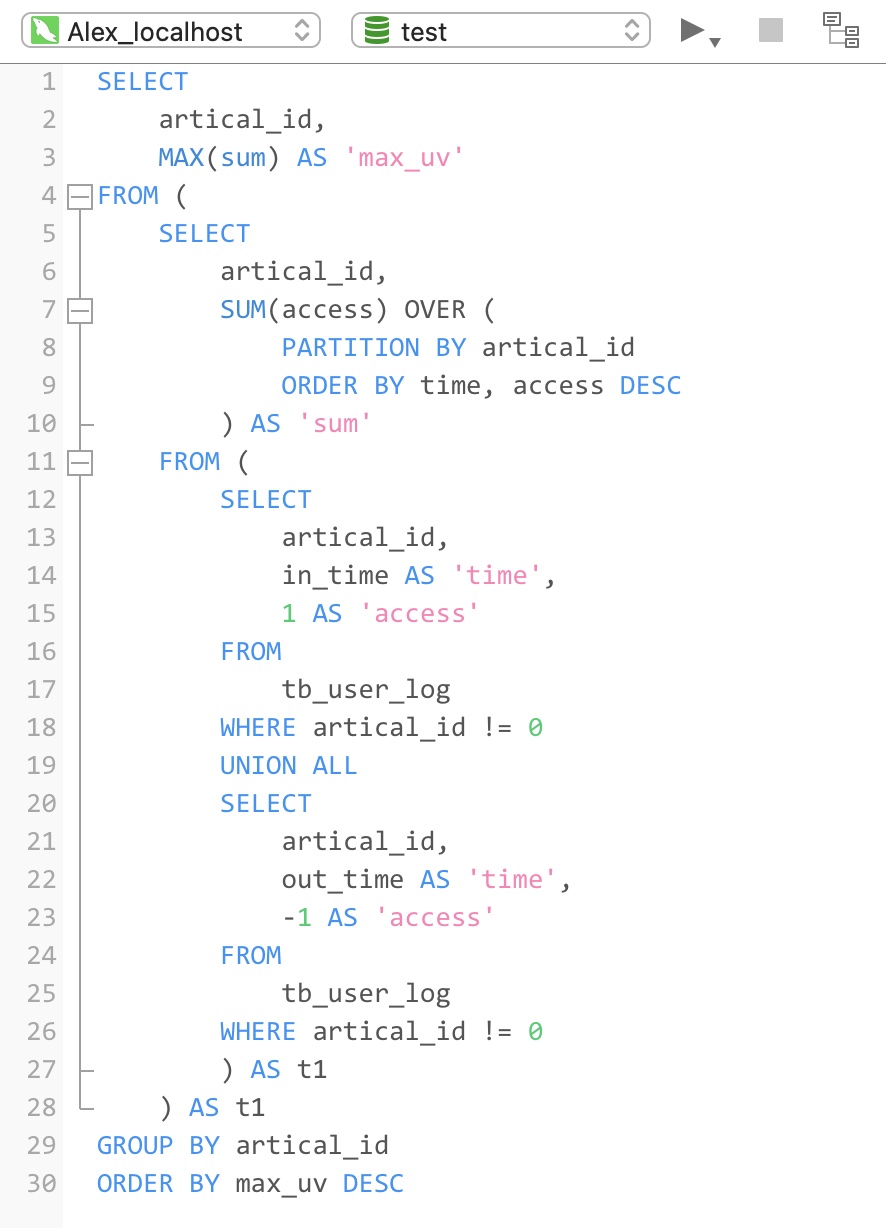 Alex_localhost test
1 SELECT
2     artical_id,
3     MAX(sum) AS 'max_uv'
4 FROM (
5     SELECT
6         artical_id,
7         SUM(access) OVER (
8             PARTITION BY artical_id
9             ORDER BY time, access DESC
10         ) AS 'sum'
11     FROM (
12         SELECT
13             artical_id,
14             in_time AS 'time',
15             1 AS 'access'
16         FROM
17             tb_user_log
18         WHERE artical_id != 0
19         UNION ALL
20         SELECT
21             artical_id,
22             out_time AS 'time',
23             -1 AS 'access'
24         FROM
25             tb_user_log
26         WHERE artical_id != 0
27         ) AS t1
28     ) AS t1
29 GROUP BY artical_id
30 ORDER BY max_uv DESC